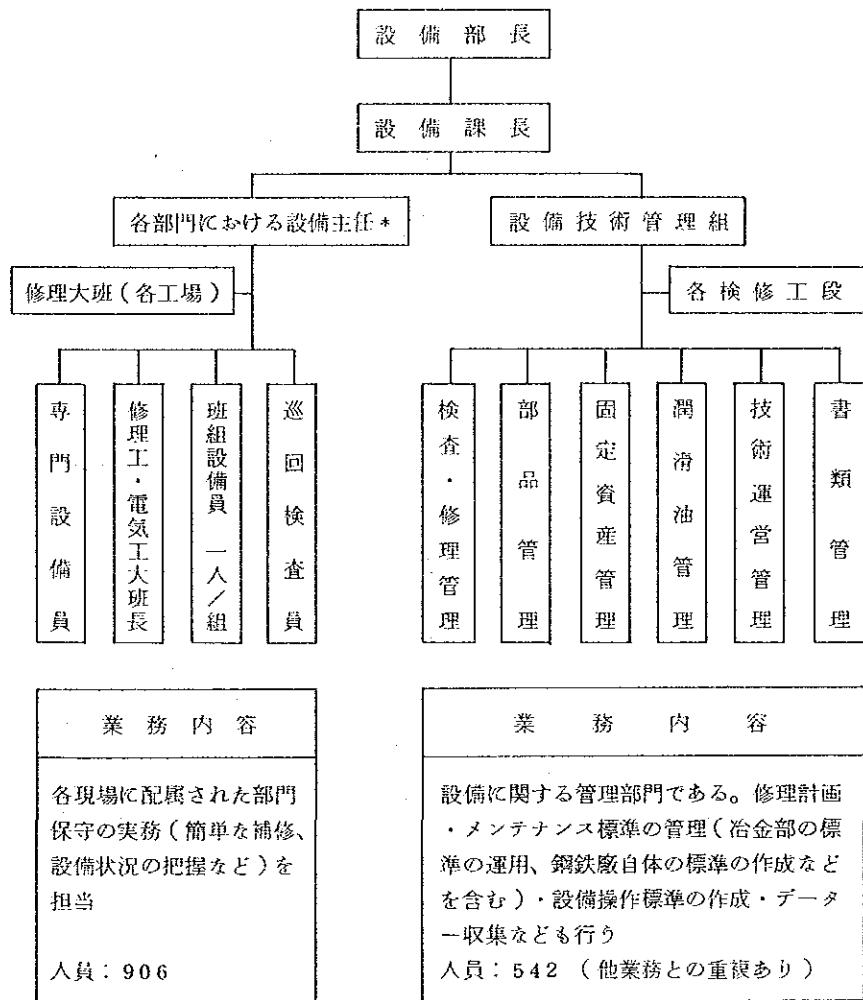 設備部長
設備課長
各部門における設備主任*
設備技術管理組
修理大班(各工場)
各検修工段
専門設備員
修理工・電気工大班長
班組設備員 一人/組
巡回検査員
検査・修理管理
部品管理
固定資産管理
潤滑油管理
技術運営管理
書類管理
業務内容
各現場に配属された部門
保守の実務(簡単な補修、
設備状況の把握など)を
担当
人員:906
業務内容
設備に関する管理部門である。修理計画
・メンテナンス標準の管理(冶金部の標
準の運用、鋼鉄廠自体の標準の作成など
を含む)・設備操作標準の作成・データ
ー収集なども行う
人員:542 (他業務との重複あり)